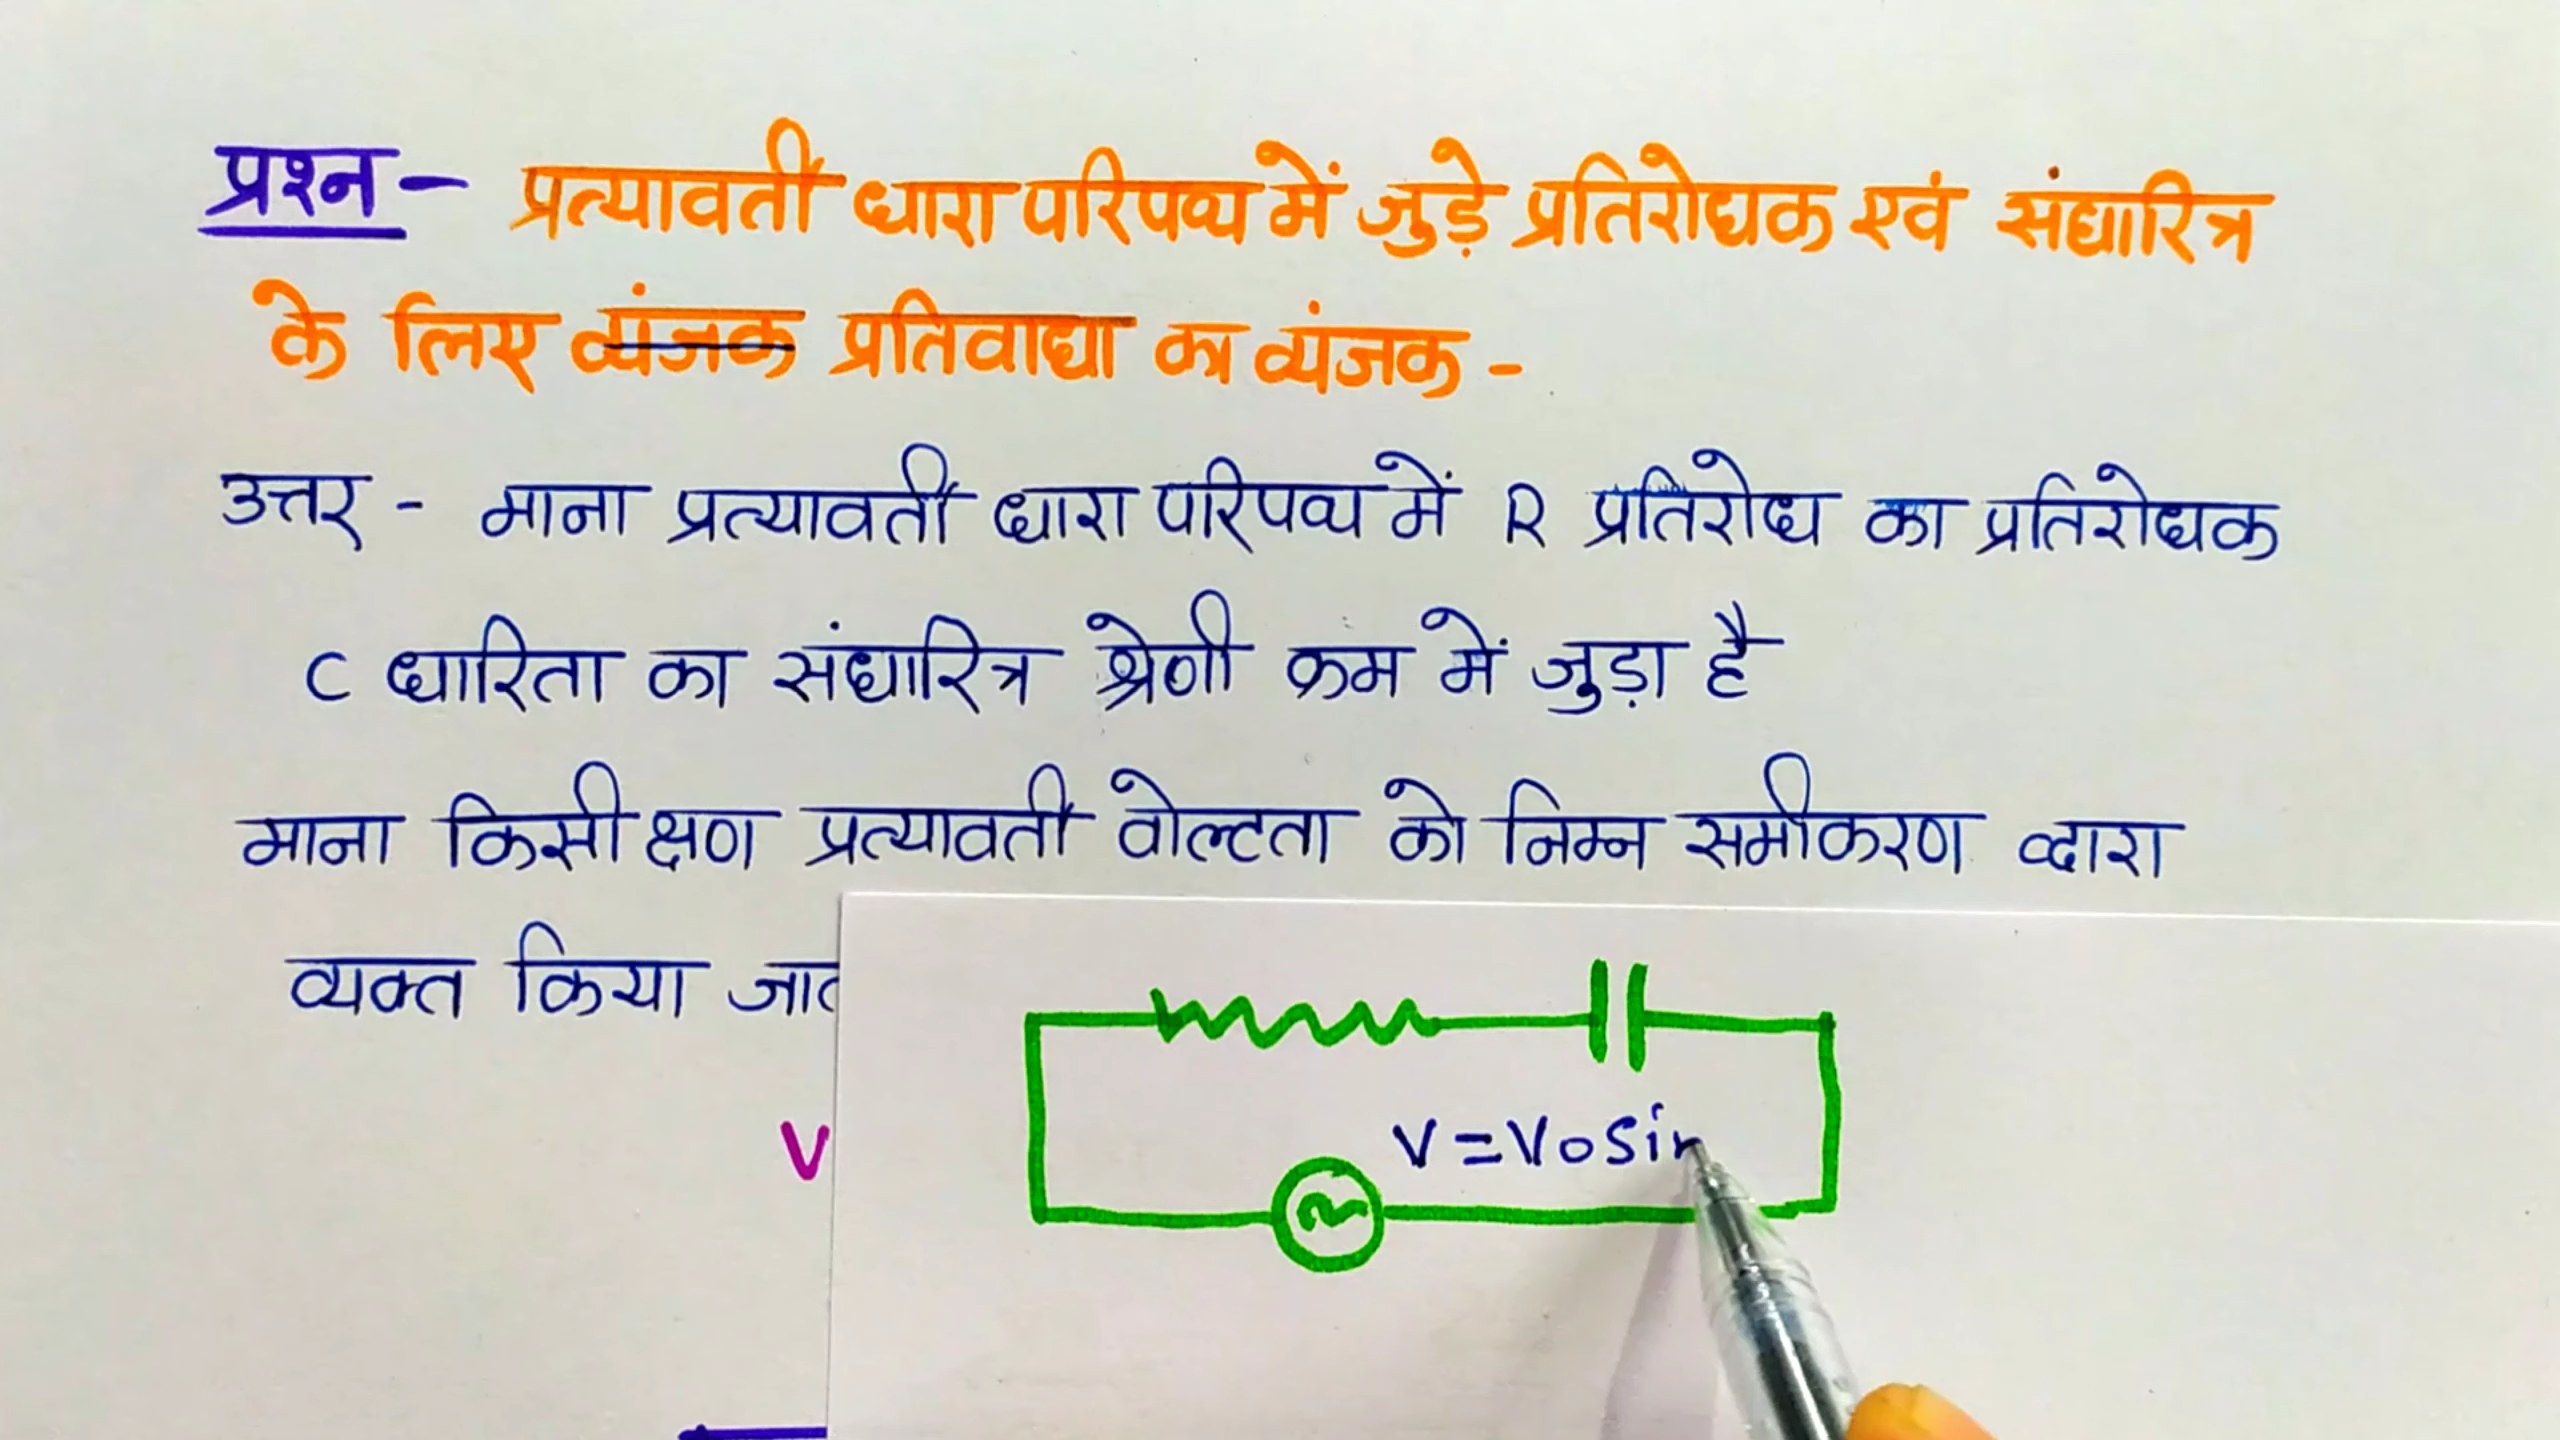 प्रश्न - प्रत्यावर्ती धारा परिपथ में जुड़े प्रतिरोधक एवं संधारित्र
के लिए व्यंजक प्रतिवाधा का व्यंजक -
उत्तर - माना प्रत्यावर्ती धारा परिपथ में R प्रतिरोध का प्रतिरोधक
C धारिता का संधारित्र श्रेणी क्रम में जुड़ा है
माना किसी क्षण प्रत्यावर्ती वोल्टता को निम्न समीकरण द्वारा
व्यक्त किया
V = V0 sin
V